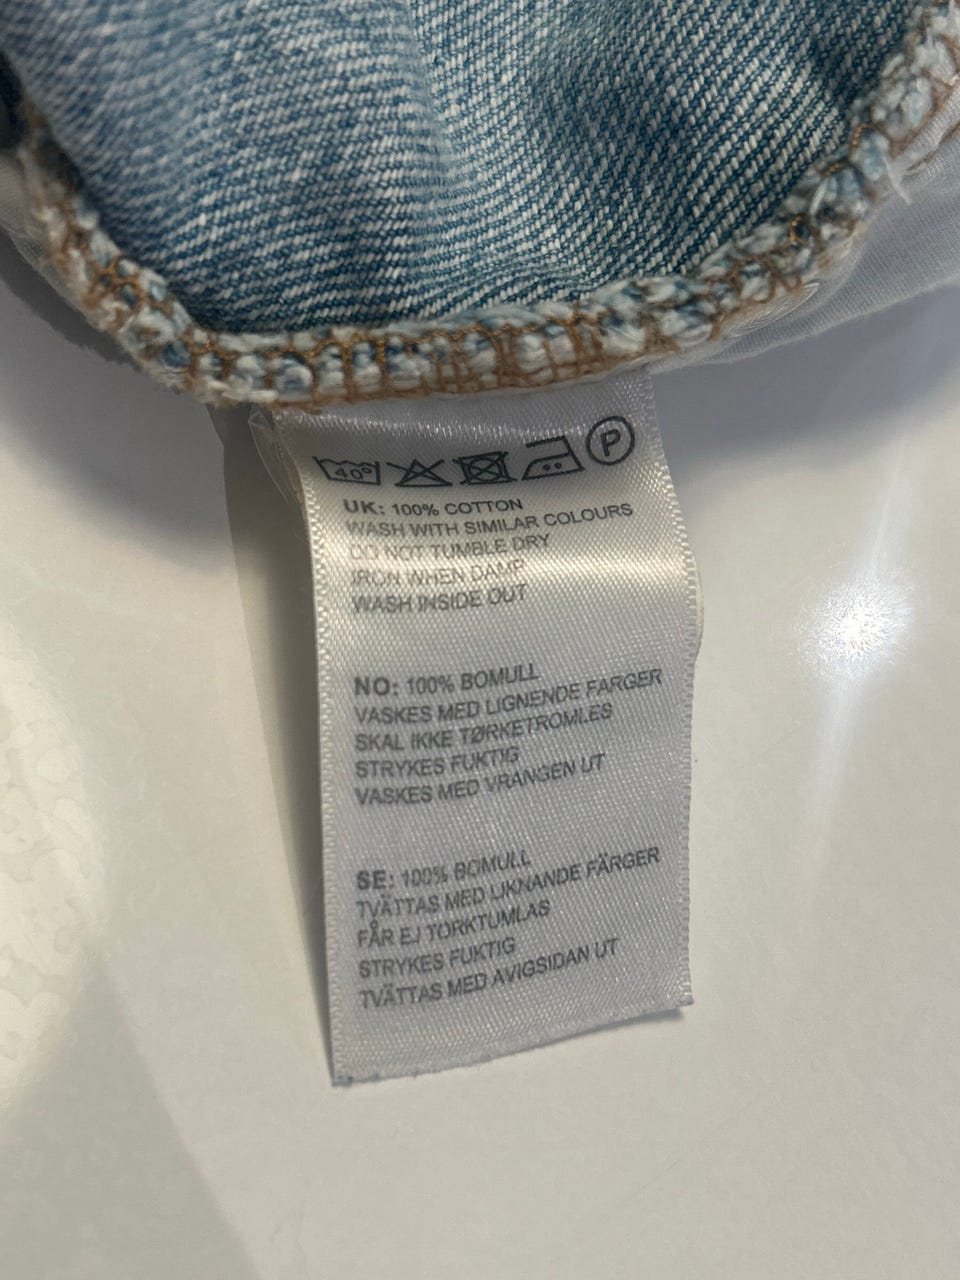 40° P
UK: 100% COTTON
WASH WITH SIMILAR COLOURS
DO NOT TUMBLE DRY
IRON WHEN DAMP
WASH INSIDE OUT
NO: 100% BOMULL
VASKES MED LIGNENDE FARGER
SKAL IKKE TØRKETROMLES
STRYKES FUKTIG
VASKES MED VRANGEN UT
SE: 100% BOMULL
TVÄTTAS MED LIKNANDE FÄRGER
FÅR EJ TORKTUMLAS
STRYKES FUKTIG
TVÄTTAS MED AVIGSIDAN UT